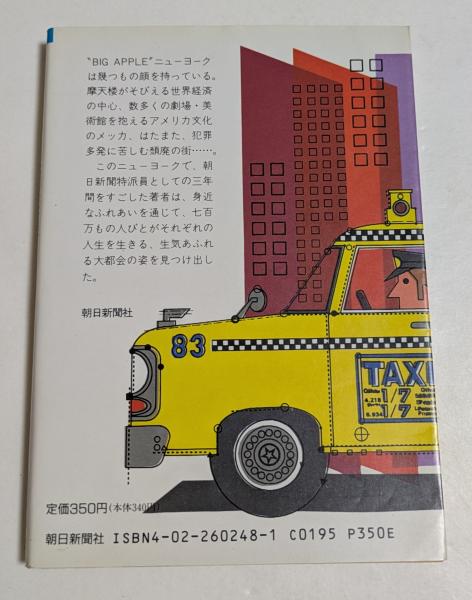 “BIG APPLE”ニューヨーク
は幾つもの顔を持っている。
摩天楼がそびえる世界経済
の中心、数多くの劇場・美
術館を抱えるアメリカ文化
のメッカ、はたまた、犯罪
多発に苦しむ頽廃の街……。
このニューヨークで、朝
日新聞特派員としての三年
間をすごした著者は、身近
なふれあいを通じて、七百
万もの人びとがそれぞれの
人生を生きる、生気あふれ
る大都会の姿を見つけ出し
た。
朝日新聞社
83
TAXI
4.218
1/7
6.934
1/7
定価350円(本体340円)
朝日新聞社 ISBN4-02-260248-1 C0195 P350E